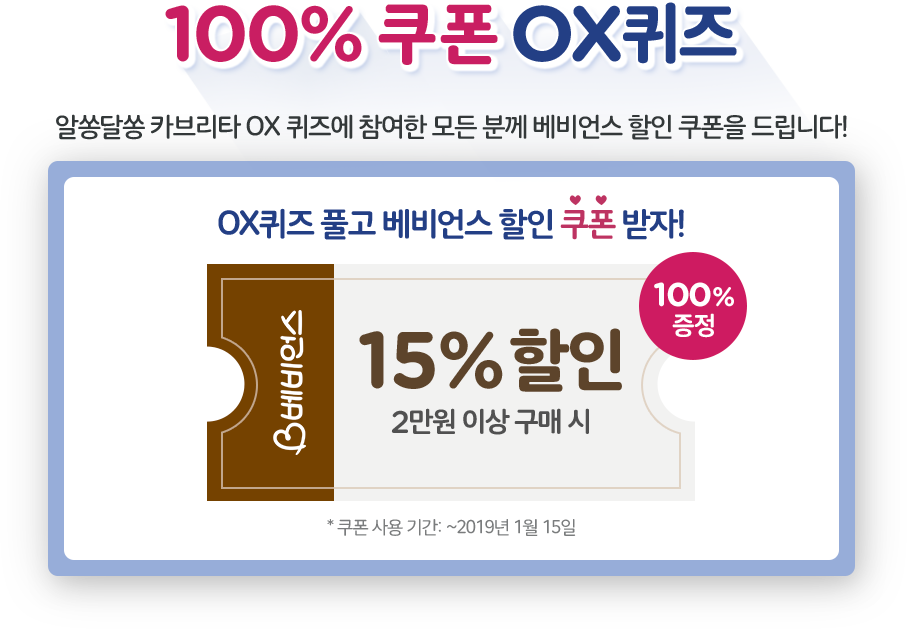 100% 쿠폰 OX퀴즈
알쏭달쏭 카브리타 OX 퀴즈에 참여한 모든 분께 베비언스 할인 쿠폰을 드립니다!
OX퀴즈 풀고 베비언스 할인 쿠폰 받자!
100%
증정
베비언스
15% 할인
2만원 이상 구매 시
* 쿠폰 사용 기간: ~2019년 1월 15일